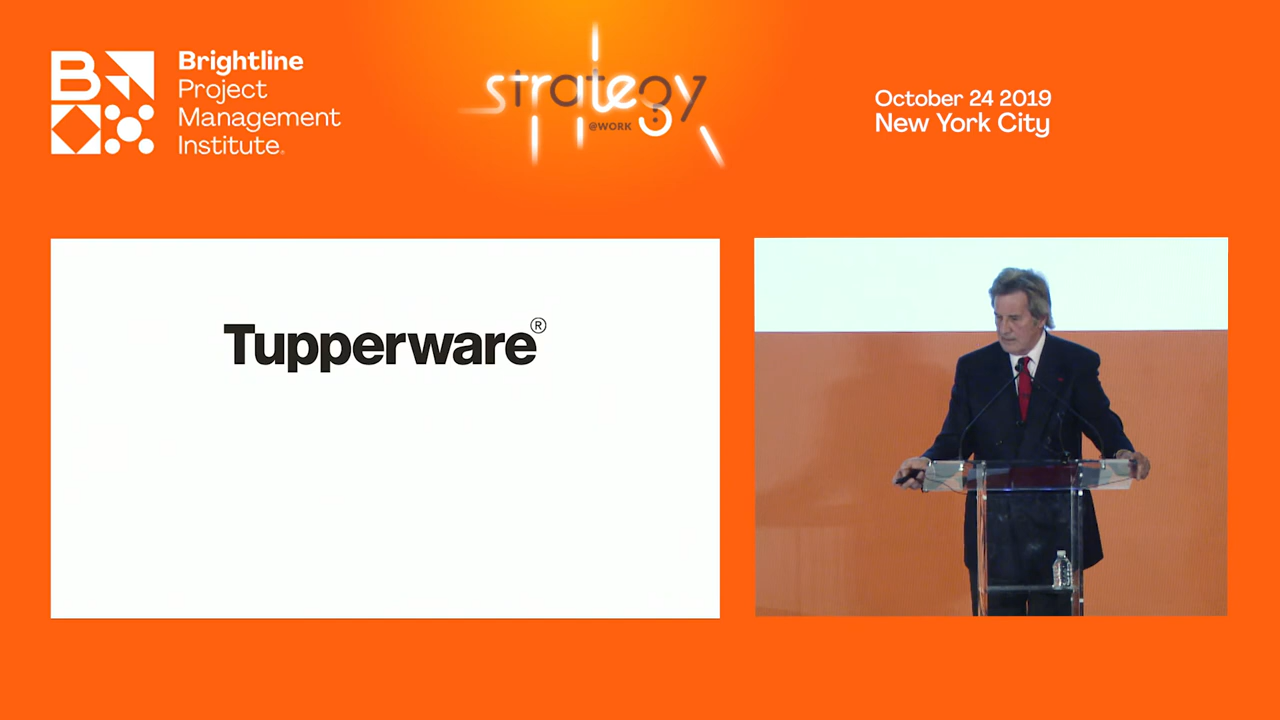 Brightline
Project
Management
Institute.
strategy
@WORK
October 24 2019
New York City
Tupperware®